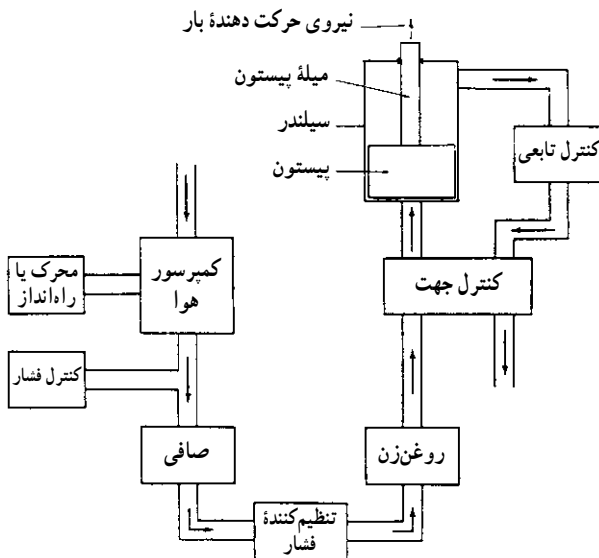 نیروی حرکت دهندهٔ بار
میلهٔ پیستون
سیلندر
پیستون
کنترل تابعی
کنترل جهت
کمپرسور
هوا
محرک یا
راه‌انداز
کنترل فشار
صافی
روغن‌زن
تنظیم‌کنندهٔ
فشار